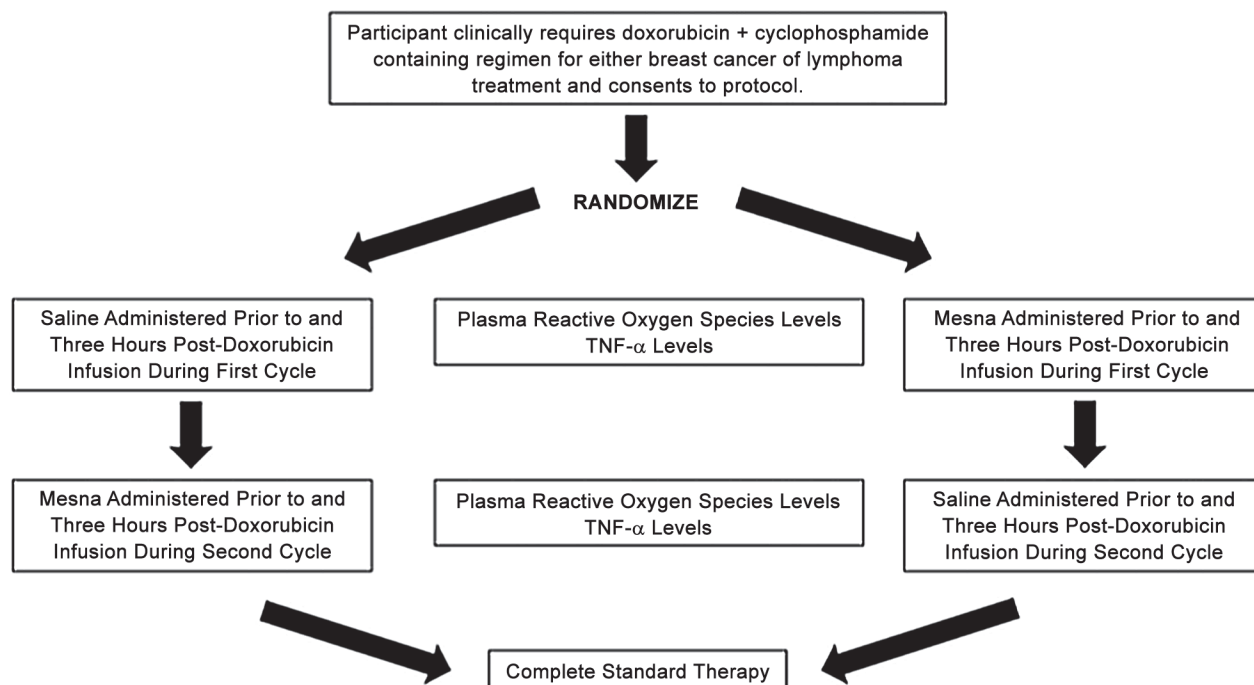 Participant clinically requires doxorubicin + cyclophosphamide
containing regimen for either breast cancer of lymphoma
treatment and consents to protocol.
RANDOMIZE
Saline Administered Prior to and
Three Hours Post-Doxorubicin
Infusion During First Cycle
Plasma Reactive Oxygen Species Levels
TNF-α Levels
Mesna Administered Prior to and
Three Hours Post-Doxorubicin
Infusion During First Cycle
Mesna Administered Prior to and
Three Hours Post-Doxorubicin
Infusion During Second Cycle
Plasma Reactive Oxygen Species Levels
TNF-α Levels
Saline Administered Prior to and
Three Hours Post-Doxorubicin
Infusion During Second Cycle
Complete Standard Therapy